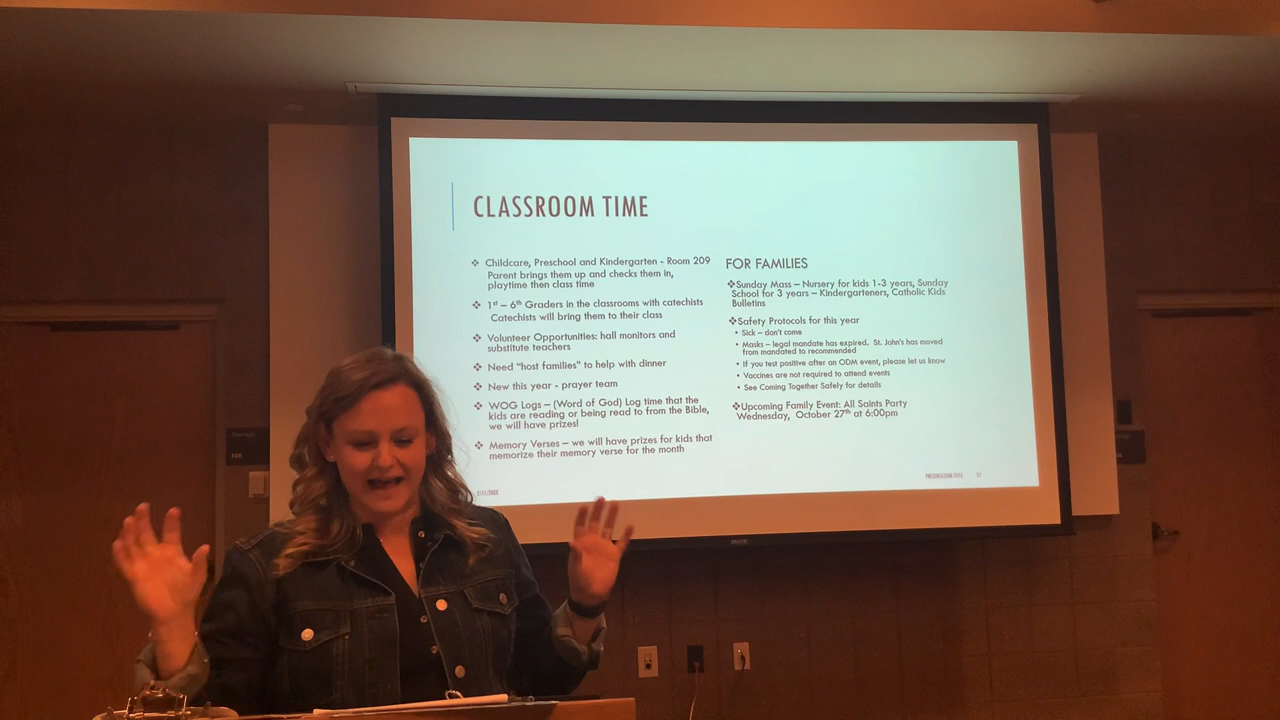 CLASSROOM TIME
❖ Childcare, Preschool and Kindergarten - Room 209
Parent brings them up and checks them in,
playtime then class time
❖ 1st – 6th Graders in the classrooms with catechists
Catechists will bring them to their class
❖ Volunteer Opportunities: hall monitors and
substitute teachers
❖ Need "host families" to help with dinner
❖ New this year - prayer team
❖ WOG Logs – (Word of God) Log time that the
kids are reading or being read to from the Bible,
we will have prizes!
❖ Memory Verses – we will have prizes for kids that
memorize their memory verse for the month
FOR FAMILIES
❖Sunday Mass – Nursery for kids 1-3 years, Sunday
School for 3 years – Kindergarteners, Catholic Kids
Bulletins
❖Safety Protocols for this year
• Sick – don't come
• Masks – legal mandate has expired. St. John's has moved
from mandated to recommended
• If you test positive after an ODM event, please let us know
• Vaccines are not required to attend events
• See Coming Together Safely for details
❖Upcoming Family Event: All Saints Party
Wednesday, October 27th at 6:00pm
PRESENTATION TITLE
Storage
106